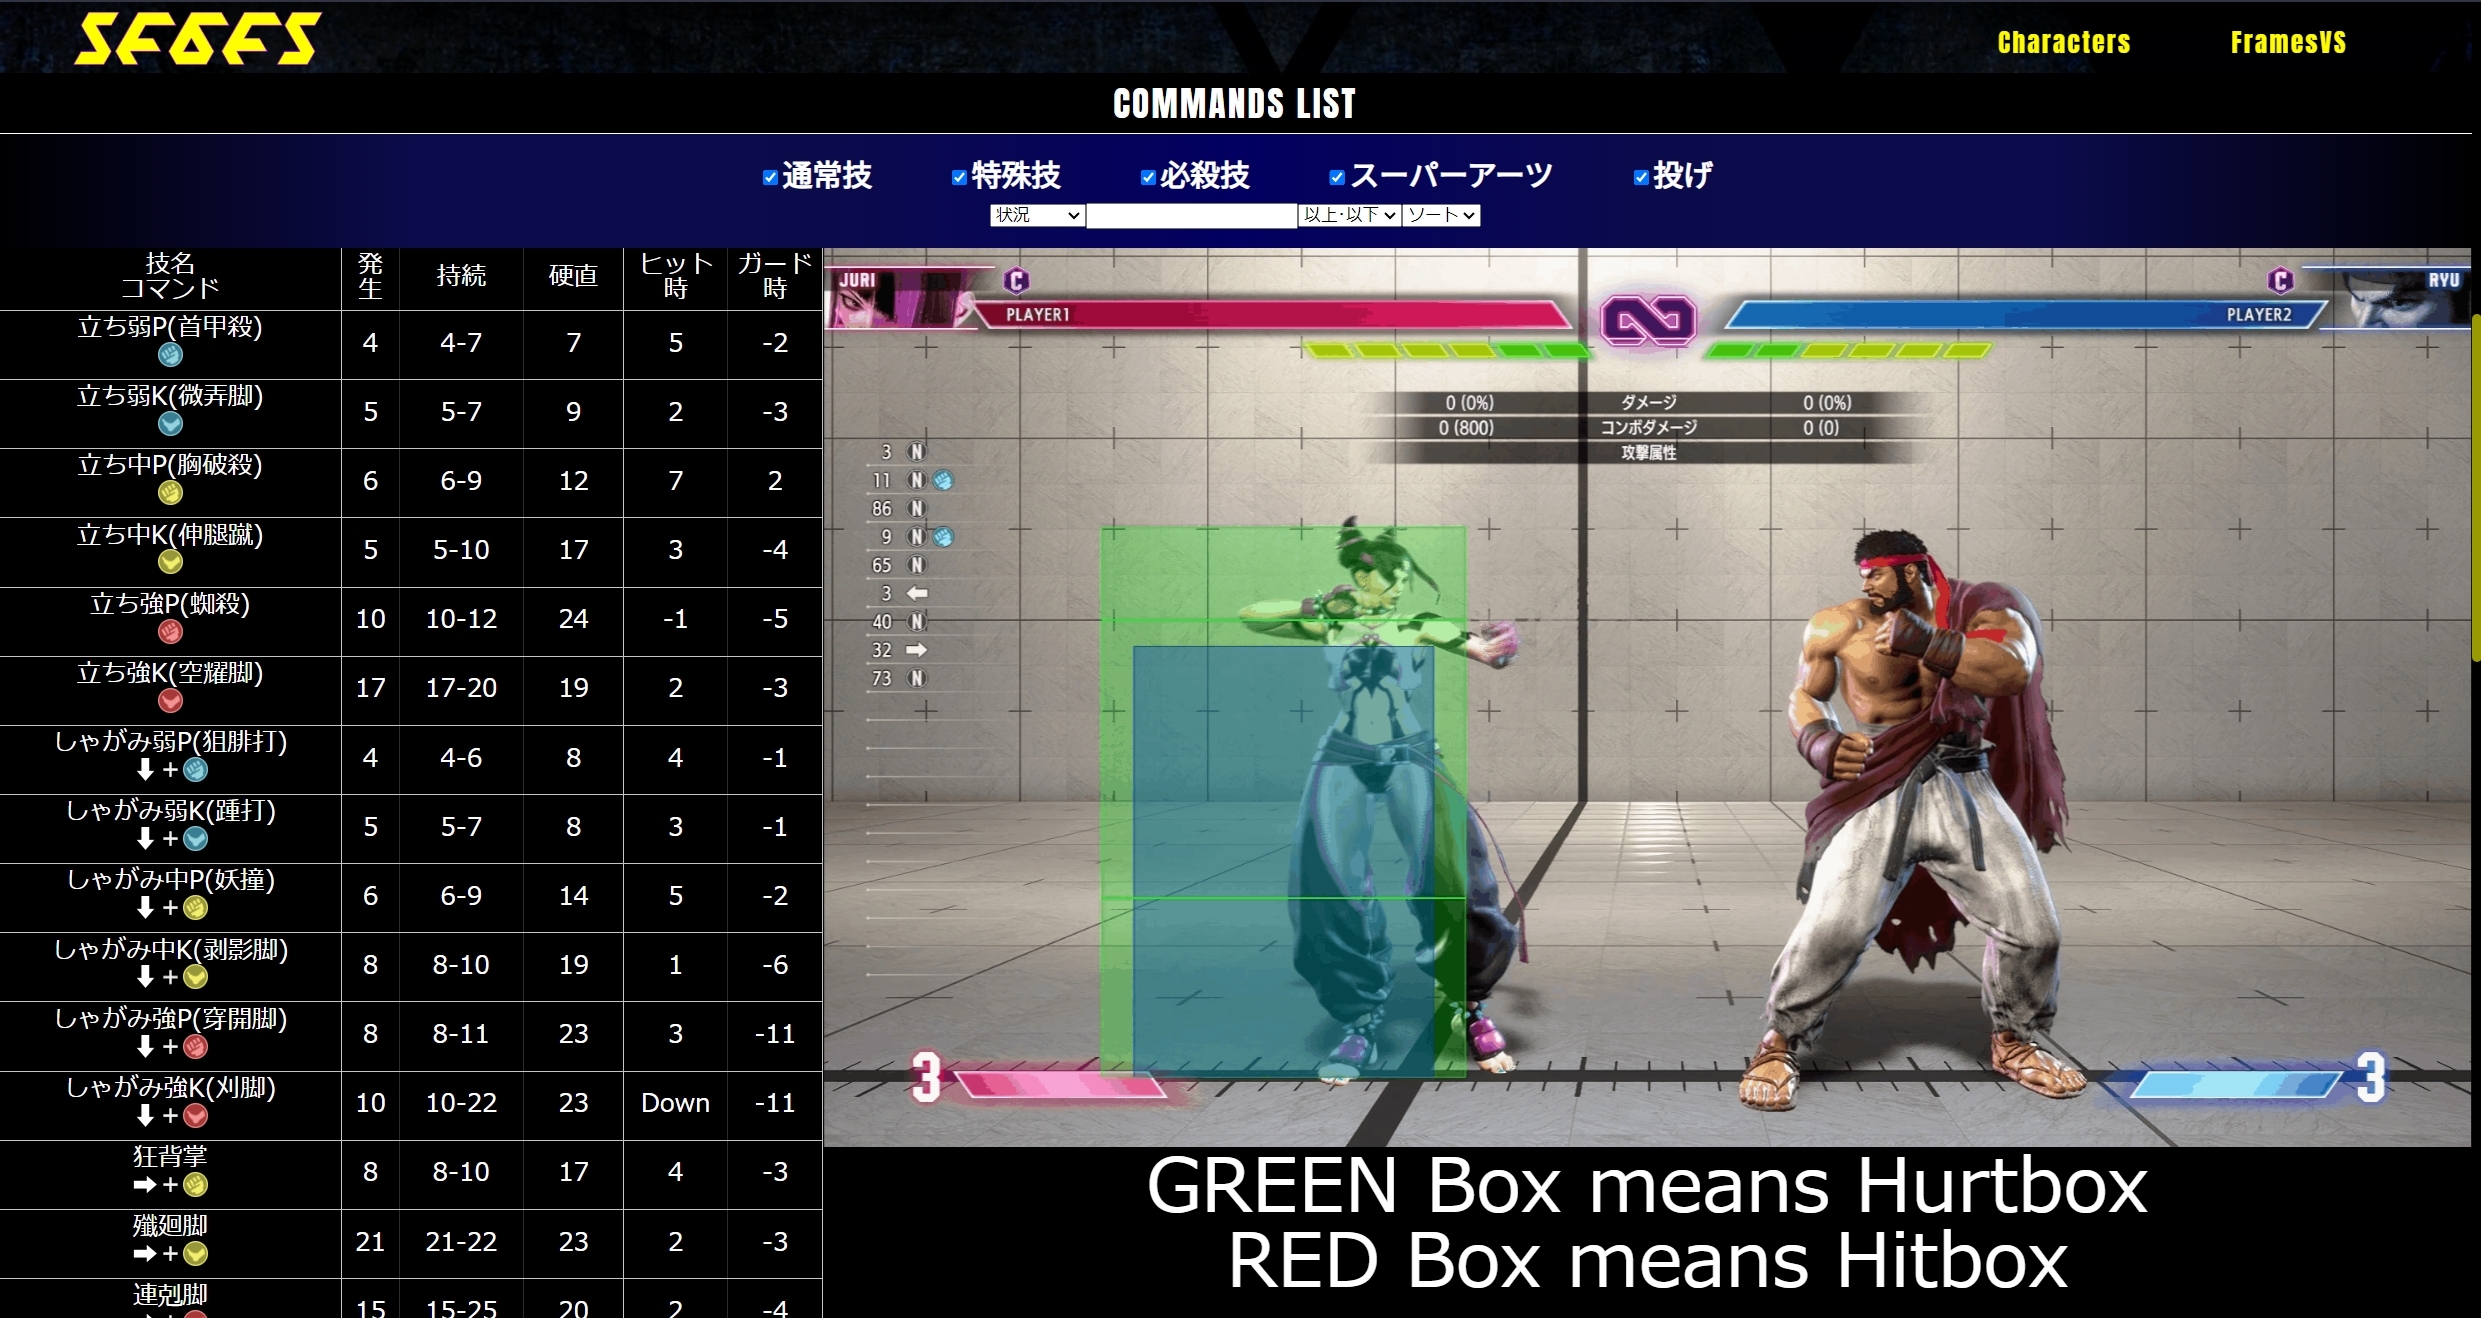 SF6FS
Characters
FramesVS
COMMANDS LIST
通常技 特殊技 必殺技 スーパーアーツ 投げ
状況 以上・以下 ソート
技名
コマンド
発
生
持続
硬直
ヒット
時
ガード
時
立ち弱P(首甲殺)
4 4-7 7 5 -2
立ち弱K(微弄脚)
5 5-7 9 2 -3
立ち中P(胸破殺)
6 6-9 12 7 2
立ち中K(伸腿蹴)
5 5-10 17 3 -4
立ち強P(蜘殺)
10 10-12 24 -1 -5
立ち強K(空耀脚)
17 17-20 19 2 -3
しゃがみ弱P(狙腓打)
+
4 4-6 8 4 -1
しゃがみ弱K(踵打)
+
5 5-7 8 3 -1
しゃがみ中P(妖撞)
+
6 6-9 14 5 -2
しゃがみ中K(剥影脚)
+
8 8-10 19 1 -6
しゃがみ強P(穿開脚)
+
8 8-11 23 3 -11
しゃがみ強K(刈脚)
+
10 10-22 23 Down -11
狂背掌
+
8 8-10 17 4 -3
殲廻脚
+
21 21-22 23 2 -3
連剋脚
15 15-25 20 2 -4
JURI
C
PLAYER1
C
RYU
PLAYER2
0 (0%) ダメージ 0 (0%)
0 (800) コンボダメージ 0 (0)
攻撃属性
3 N
11 N
86 N
9 N
65 N
3
40 N
32
73 N
3
3
GREEN Box means Hurtbox
RED Box means Hitbox